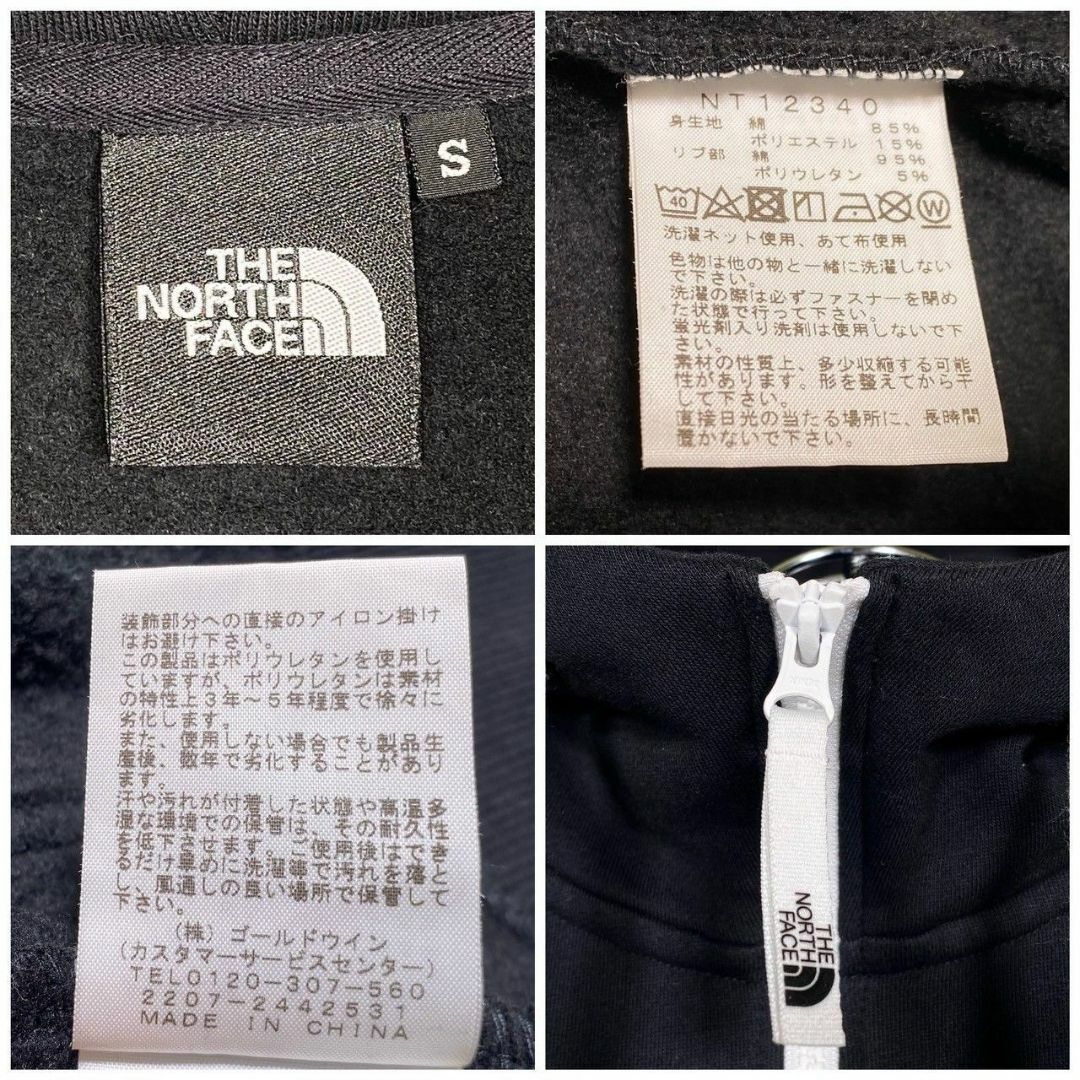 THE
NORTH
FACE
S
NT12340
身生地 綿 85%
ポリエステル 15%
リブ部 綿 95%
ポリウレタン 5%
40
W
洗濯ネット使用、あて布使用
色物は他の物と一緒に洗濯しない
で下さい。
洗濯の際は必ずファスナーを閉め
た状態で行って下さい。
蛍光剤入り洗剤は使用しないで下
さい。
素材の性質上、多少収縮する可能
性があります。形を整えてから干
して下さい。
直接日光の当たる場所に、長時間
置かないで下さい。
装飾部分への直接のアイロン掛け
はお避け下さい。
この製品はポリウレタンを使用し
ていますが、ポリウレタンは素材
の特性上3年～5年程度で徐々に
劣化します。
また、使用しない場合でも製品生
産後、数年で劣化することがあり
ます。
汗や汚れが付着した状態や高温多
湿な環境での保管は、その耐久性
を低下させます。ご使用後はでき
るだけ早めに洗濯等で汚れを落と
し、風通しの良い場所で保管して
下さい。
(株)ゴールドウイン
(カスタマーサービスセンター)
TEL0120-307-560
2207-2442531
MADE IN CHINA
THE
NORTH
FACE